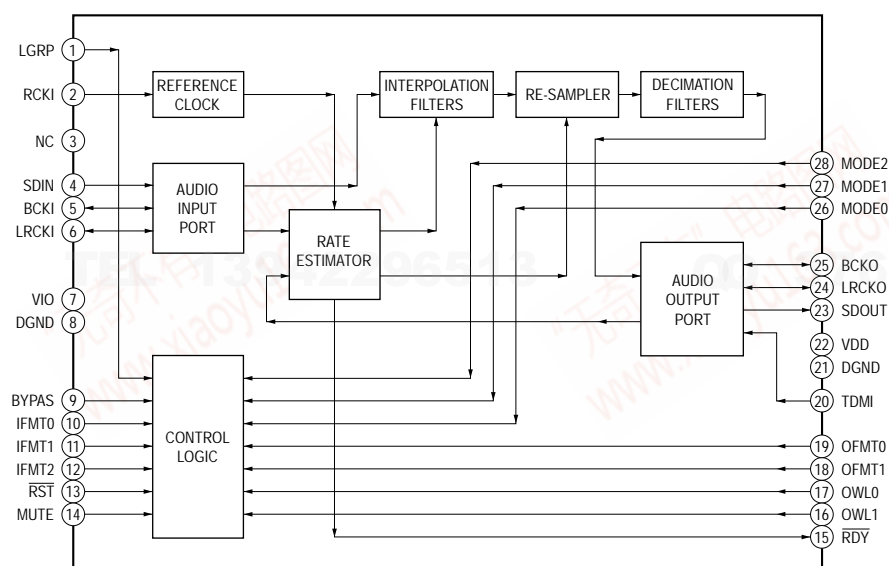 LGRP 1
RCKI 2
NC 3
SDIN 4
BCKI 5
LRCKI 6
VIO 7
DGND 8
BYPAS 9
IFMT0 10
IFMT1 11
IFMT2 12
RST 13
MUTE 14
REFERENCE
CLOCK
INTERPOLATION
FILTERS
RE-SAMPLER
DECIMATION
FILTERS
AUDIO
INPUT
PORT
RATE
ESTIMATOR
AUDIO
OUTPUT
PORT
CONTROL
LOGIC
28 MODE2
27 MODE1
26 MODE0
25 BCKO
24 LRCKO
23 SDOUT
22 VDD
21 DGND
20 TDMI
19 OFMT0
18 OFMT1
17 OWL0
16 OWL1
15 RDY
TEL 13942296513